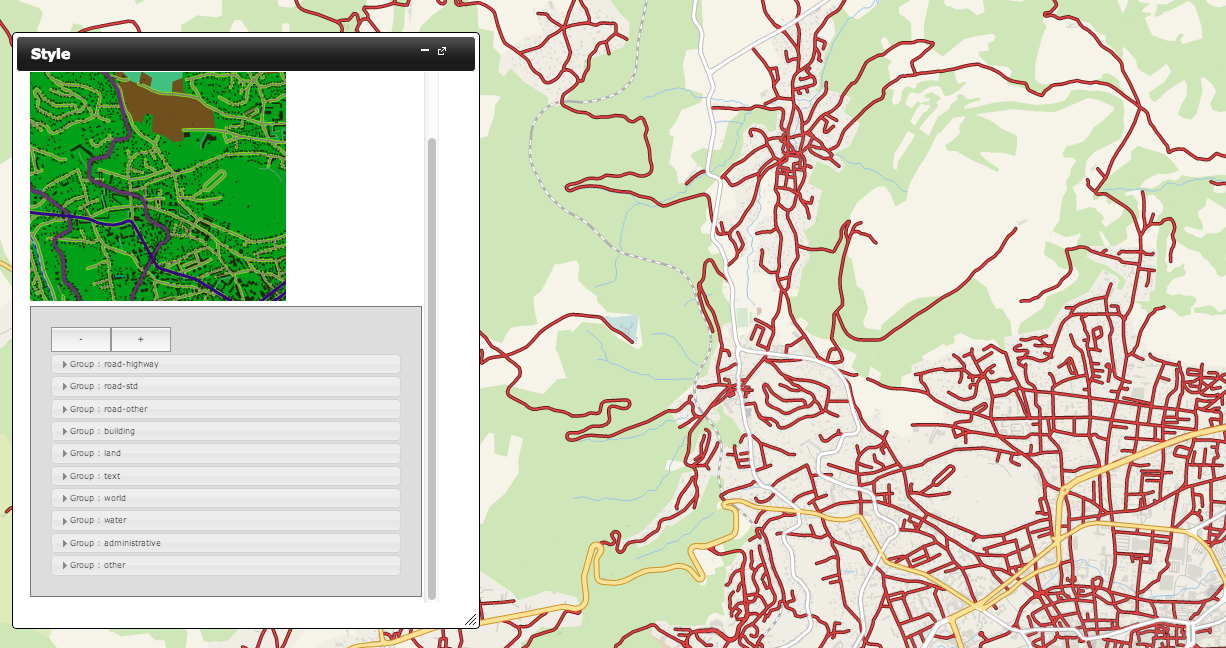 Style
-
+
Group : road-highway
Group : road-std
Group : road-other
Group : building
Group : land
Group : text
Group : world
Group : water
Group : administrative
Group : other